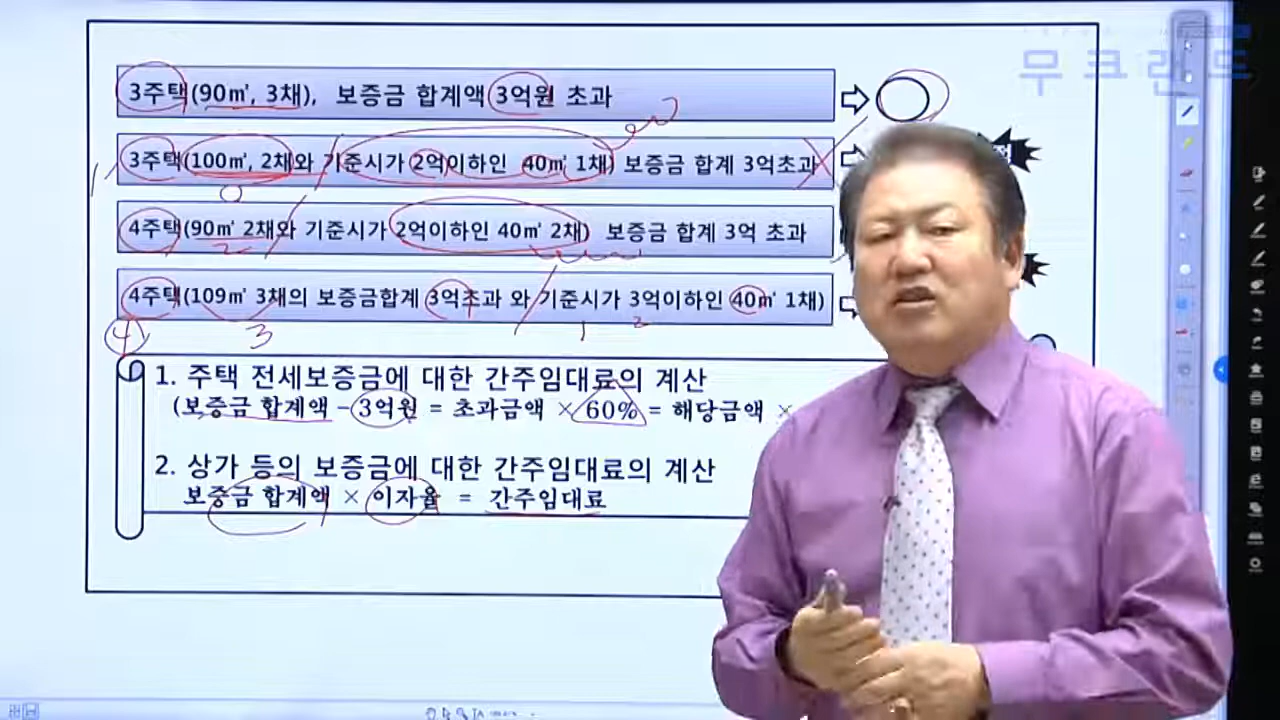 무크랜드
3주택(90㎡, 3채), 보증금 합계액 3억원 초과
3주택(100㎡, 2채와 기준시가 2억이하인 40㎡ 1채) 보증금 합계 3억초과
4주택(90㎡ 2채와 기준시가 2억이하인 40㎡ 2채) 보증금 합계 3억 초과
4주택(109㎡ 3채의 보증금합계 3억초과 와 기준시가 3억이하인 40㎡ 1채)
④ 3 1 2
1. 주택 전세보증금에 대한 간주임대료의 계산
(보증금 합계액 - 3억원 = 초과금액 × 60% = 해당금액 ×
2. 상가 등의 보증금에 대한 간주임대료의 계산
보증금 합계액 × 이자율 = 간주임대료